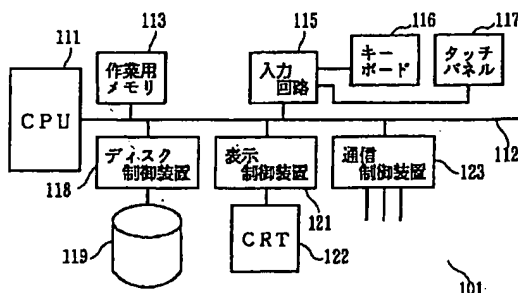 111
CPU
113
作業用
メモリ
115
入力
回路
116
キー
ボード
117
タッチ
パネル
112
ディスク
制御装置
118
119
表示
制御装置
121
CRT
122
通信
制御装置
123
101